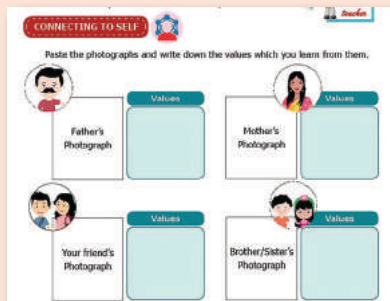 teacher
CONNECTING TO SELF
Paste the photographs and write down the values which you learn from them.
Values
Father's
Photograph
Values
Mother's
Photograph
Values
Your friend's
Photograph
Values
Brother/Sister's
Photograph